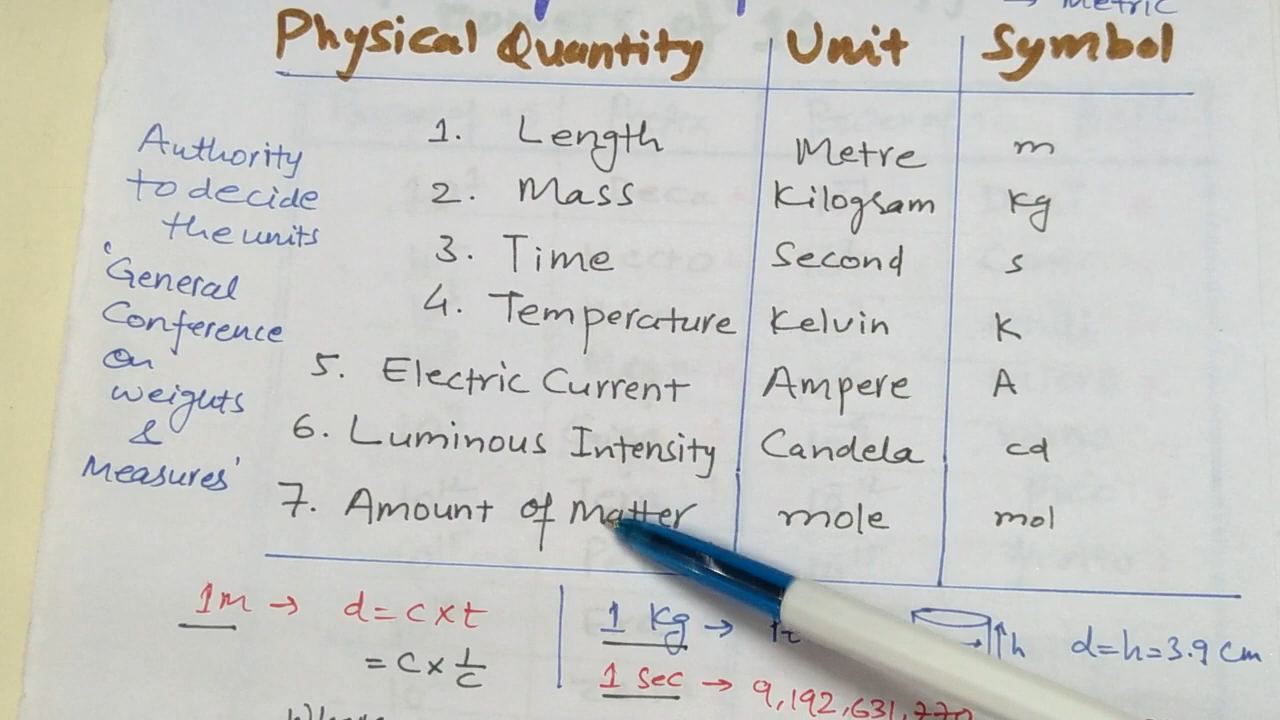 Metric
Physical Quantity Unit Symbol
1. Length Metre m
2. Mass Kilogram Kg
3. Time Second s
4. Temperature Kelvin K
5. Electric Current Ampere A
6. Luminous Intensity Candela cd
7. Amount of Matter mole mol
Authority
to decide
the units
'General
Conference
on
weights
&
Measures'
1m → d = c x t
= c x 1/c
1 Kg →
h d=h=3.9 cm
1 sec → 9,192,631,770